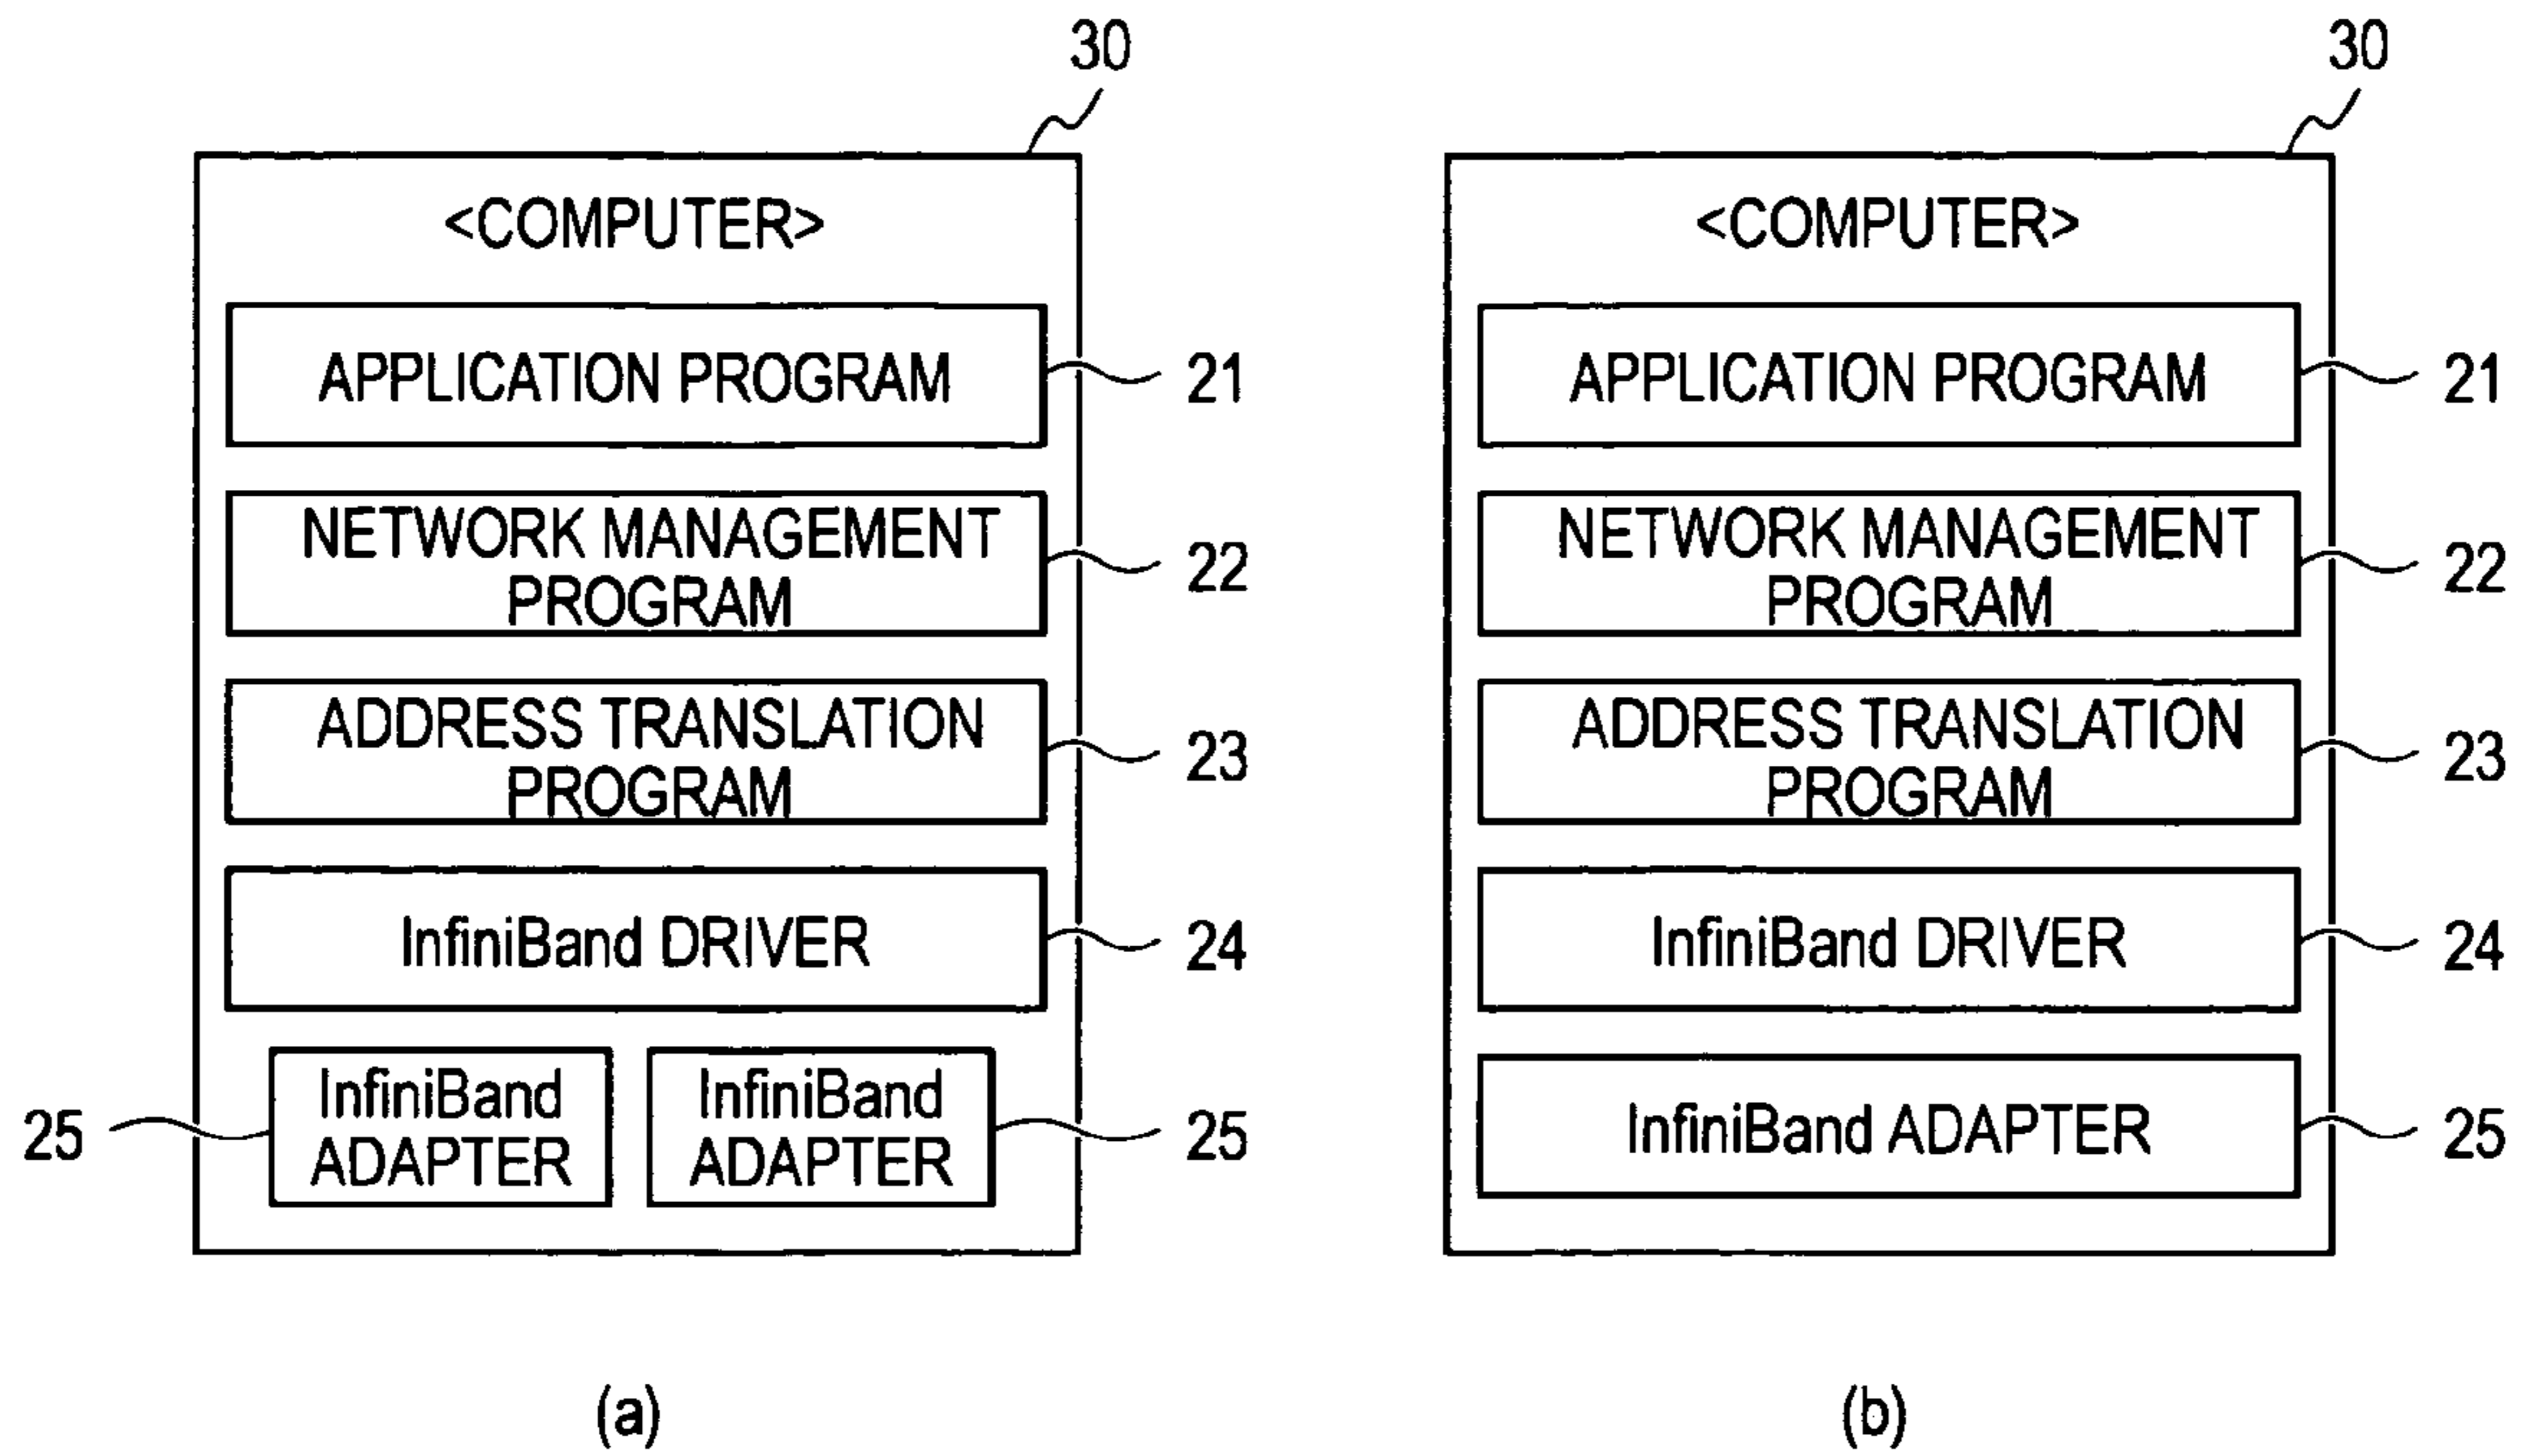 30
<COMPUTER>
APPLICATION PROGRAM
21
NETWORK MANAGEMENT
PROGRAM
22
ADDRESS TRANSLATION
PROGRAM
23
InfiniBand DRIVER
24
25
InfiniBand
ADAPTER
InfiniBand
ADAPTER
25
(a)
30
<COMPUTER>
APPLICATION PROGRAM
21
NETWORK MANAGEMENT
PROGRAM
22
ADDRESS TRANSLATION
PROGRAM
23
InfiniBand DRIVER
24
InfiniBand ADAPTER
25
(b)